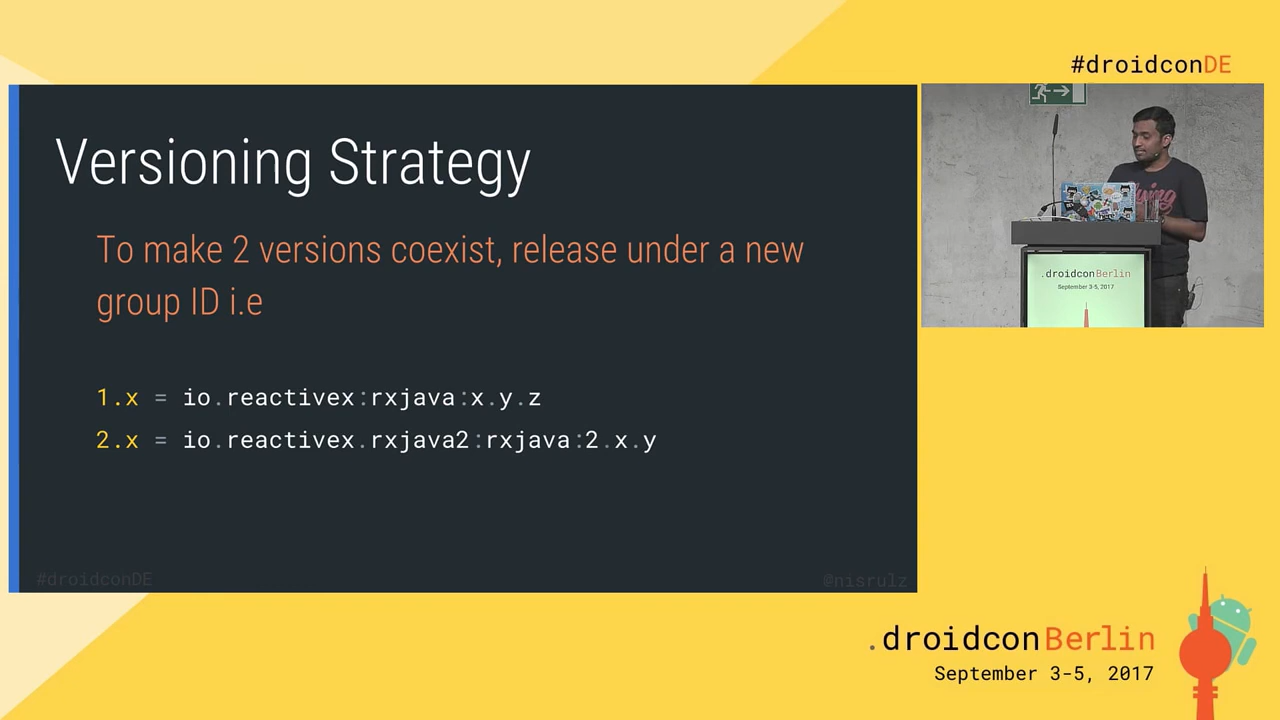 #droidconDE
Versioning Strategy
To make 2 versions coexist, release under a new
group ID i.e
1.x = io.reactivex:rxjava:x.y.z
2.x = io.reactivex.rxjava2:rxjava:2.x.y
#droidconDE
@nisrulz
.droidconBerlin
September 3-5, 2017
.droidconBerlin
September 3-5, 2017